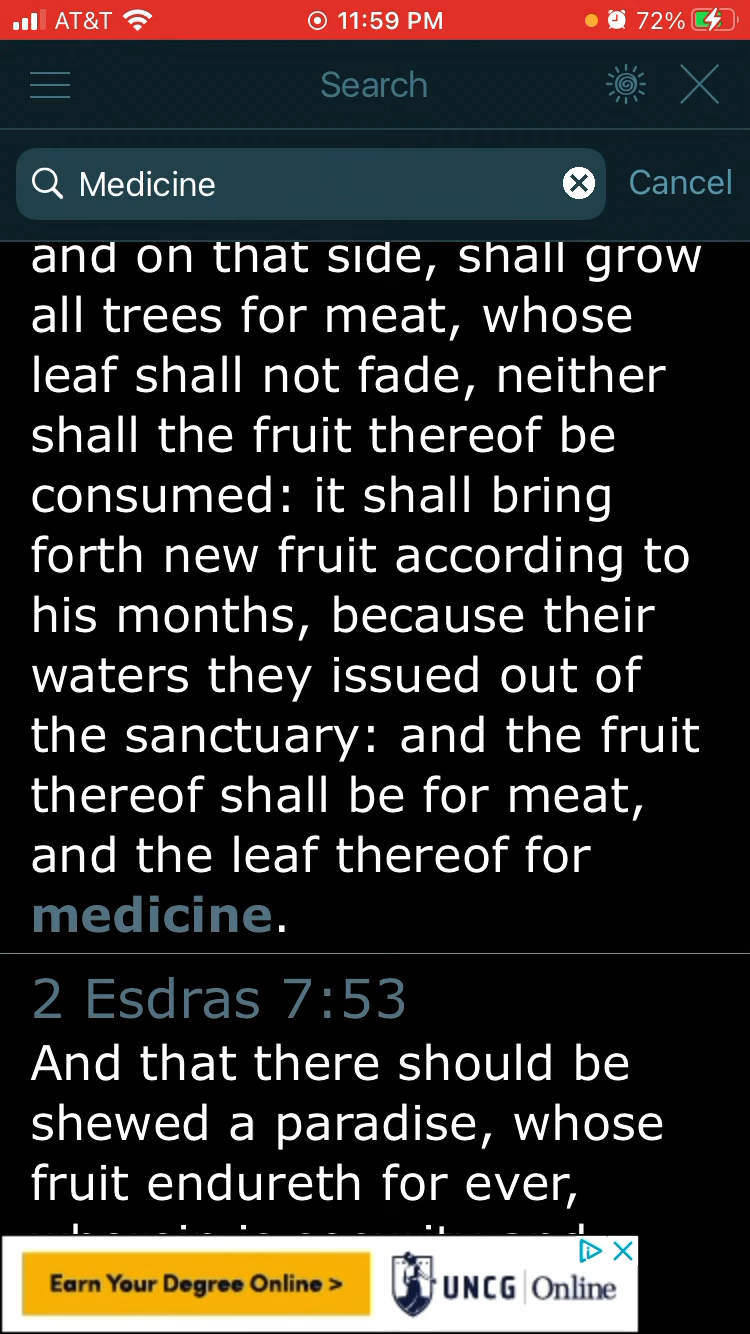 AT&T 11:59 PM 72%
Search
Medicine Cancel
and on that side, shall grow
all trees for meat, whose
leaf shall not fade, neither
shall the fruit thereof be
consumed: it shall bring
forth new fruit according to
his months, because their
waters they issued out of
the sanctuary: and the fruit
thereof shall be for meat,
and the leaf thereof for
medicine.
2 Esdras 7:53
And that there should be
shewed a paradise, whose
fruit endureth for ever,
Earn Your Degree Online > UNCG Online